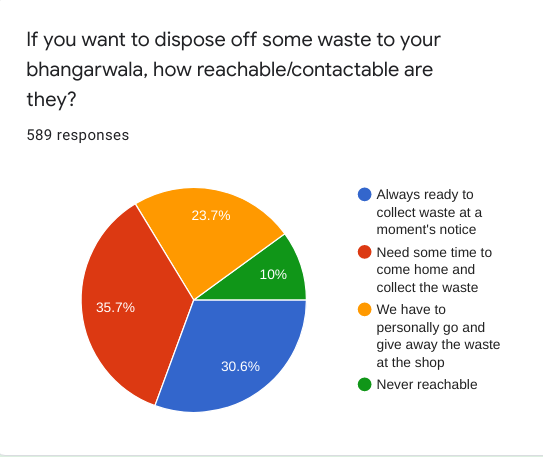 If you want to dispose off some waste to your
bhangarwala, how reachable/contactable are
they?
589 responses
23.7%
10%
35.7%
30.6%
Always ready to
collect waste at a
moment's notice
Need some time to
come home and
collect the waste
We have to
personally go and
give away the waste
at the shop
Never reachable